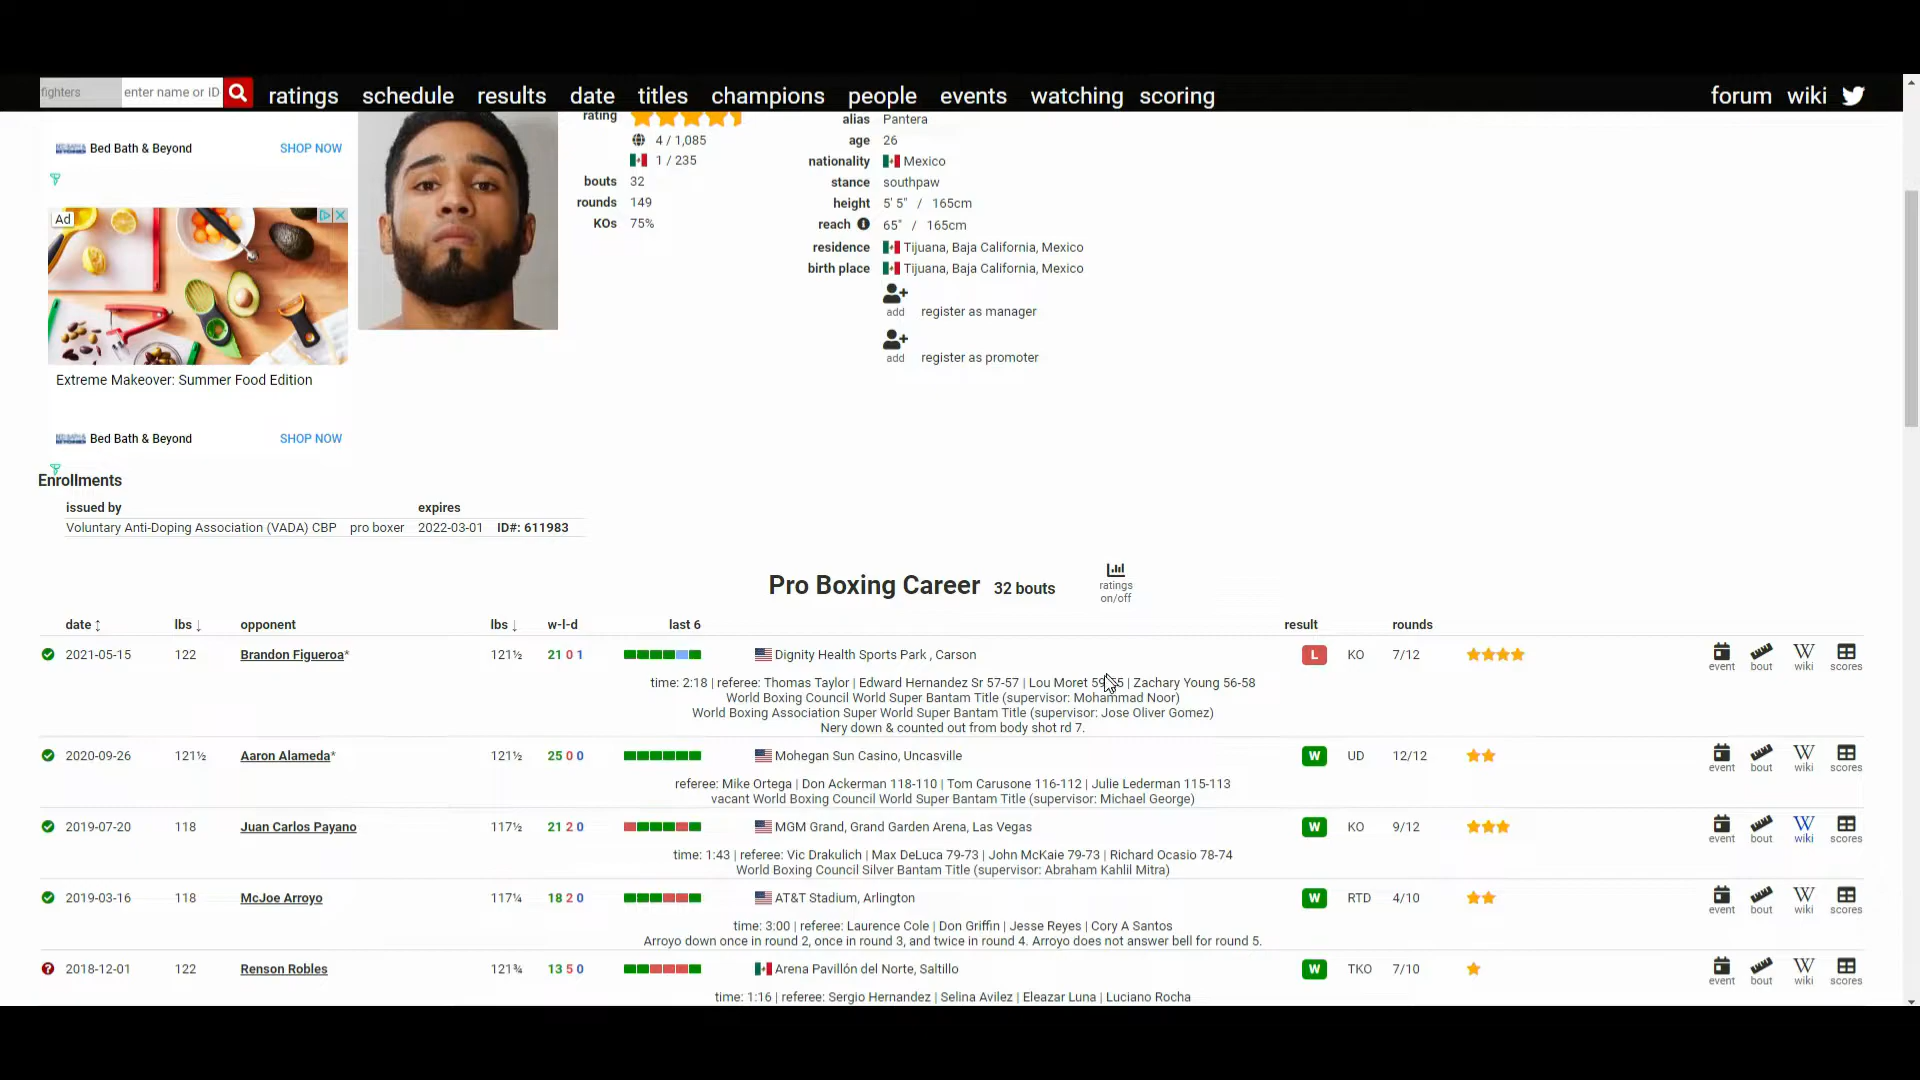 fighters enter name or ID ratings schedule results date titles champions people events watching scoring forum wiki
rating
4 / 1,085
1 / 235
bouts 32
rounds 149
KOs 75%
alias Pantera
age 26
nationality Mexico
stance southpaw
height 5' 5" / 165cm
reach 65" / 165cm
residence Tijuana, Baja California, Mexico
birth place Tijuana, Baja California, Mexico
add register as manager
add register as promoter
Bed Bath & Beyond SHOP NOW
Ad
Extreme Makeover: Summer Food Edition
Bed Bath & Beyond SHOP NOW
Enrollments
issued by expires
Voluntary Anti-Doping Association (VADA) CBP pro boxer 2022-03-01 ID#: 611983
Pro Boxing Career 32 bouts
ratings
on/off
date lbs opponent lbs w-l-d last 6 result rounds
2021-05-15 122 Brandon Figueroa* 121½ 21 0 1 Dignity Health Sports Park , Carson L KO 7/12 event bout wiki scores
time: 2:18 | referee: Thomas Taylor | Edward Hernandez Sr 57-57 | Lou Moret | Zachary Young 56-58
World Boxing Council World Super Bantam Title (supervisor: Mohammad Noor)
World Boxing Association Super World Super Bantam Title (supervisor: Jose Oliver Gomez)
Nery down & counted out from body shot rd 7.
2020-09-26 121½ Aaron Alameda* 121½ 25 0 0 Mohegan Sun Casino, Uncasville W UD 12/12 event bout wiki scores
referee: Mike Ortega | Don Ackerman 118-110 | Tom Carusone 116-112 | Julie Lederman 115-113
vacant World Boxing Council World Super Bantam Title (supervisor: Michael George)
2019-07-20 118 Juan Carlos Payano 117½ 21 2 0 MGM Grand, Grand Garden Arena, Las Vegas W KO 9/12 event bout wiki scores
time: 1:43 | referee: Vic Drakulich | Max DeLuca 79-73 | John McKaie 79-73 | Richard Ocasio 78-74
World Boxing Council Silver Bantam Title (supervisor: Abraham Kahlil Mitra)
2019-03-16 118 McJoe Arroyo 117¼ 18 2 0 AT&T Stadium, Arlington W RTD 4/10 event bout wiki scores
time: 3:00 | referee: Laurence Cole | Don Griffin | Jesse Reyes | Cory A Santos
Arroyo down once in round 2, once in round 3, and twice in round 4. Arroyo does not answer bell for round 5.
2018-12-01 122 Renson Robles 121¾ 13 5 0 Arena Pavillón del Norte, Saltillo W TKO 7/10 event bout wiki scores
time: 1:16 | referee: Sergio Hernandez | Selina Avilez | Eleazar Luna | Luciano Rocha